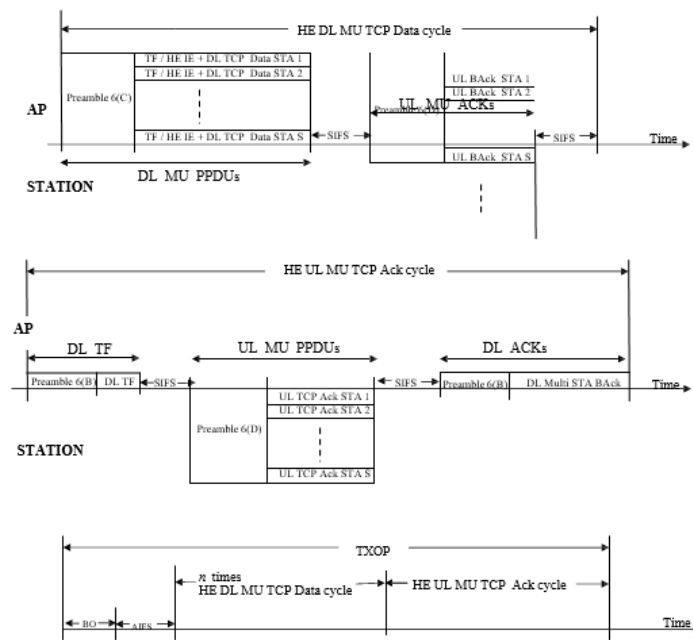 HE DL MU TCP Data cycle
TF / HE IE + DL TCP Data STA 1
TF / HE IE + DL TCP Data STA 2
Preamble 6(C)
AP
TF / HE IE + DL TCP Data STA S
SIFS
UL BAck STA 1
UL BAck STA 2
UL MU ACKs
UL BAck STA S
SIFS
Time
DL MU PPDUs
STATION
HE UL MU TCP Ack cycle
AP
DL TF
UL MU PPDUs
DL ACKs
Preamble 6(B)
DL TF
SIFS
SIFS
Preamble 6(B)
DL Multi STA BAck
Time
UL TCP Ack STA 1
UL TCP Ack STA 2
Preamble 6(D)
UL TCP Ack STA S
STATION
TXOP
n times
HE DL MU TCP Data cycle
HE UL MU TCP Ack cycle
BO
AIFS
Time